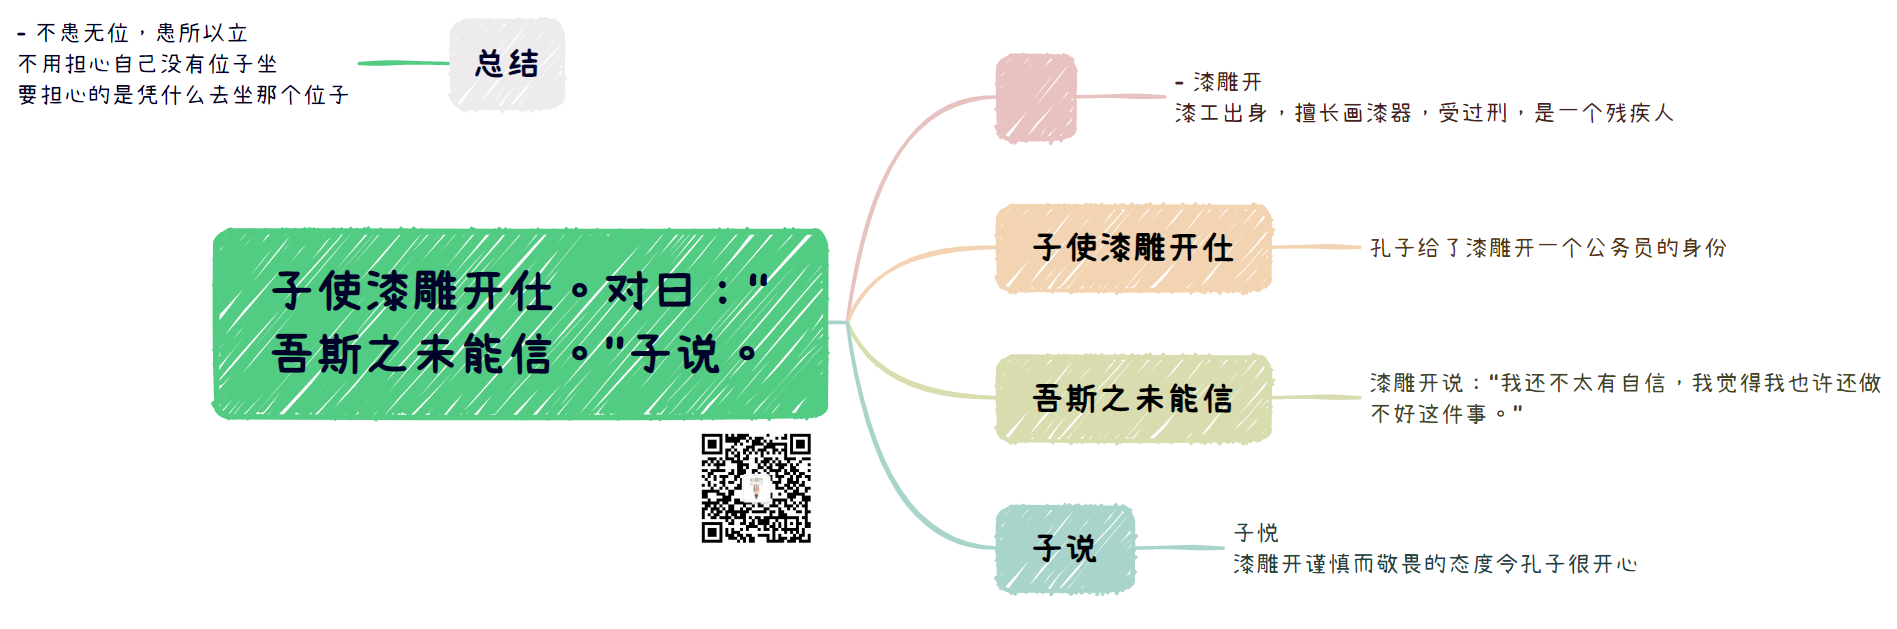 - 不患无位，患所以立
不用担心自己没有位子坐
要担心的是凭什么去坐那个位子
总结
子使漆雕开仕。对日："
吾斯之未能信。"子说。
- 漆雕开
漆工出身，擅长画漆器，受过刑，是一个残疾人
子使漆雕开仕
孔子给了漆雕开一个公务员的身份
吾斯之未能信
漆雕开说："我还不太有自信，我觉得我也许还做
不好这件事。"
子说
子悦
漆雕开谨慎而敬畏的态度令孔子很开心